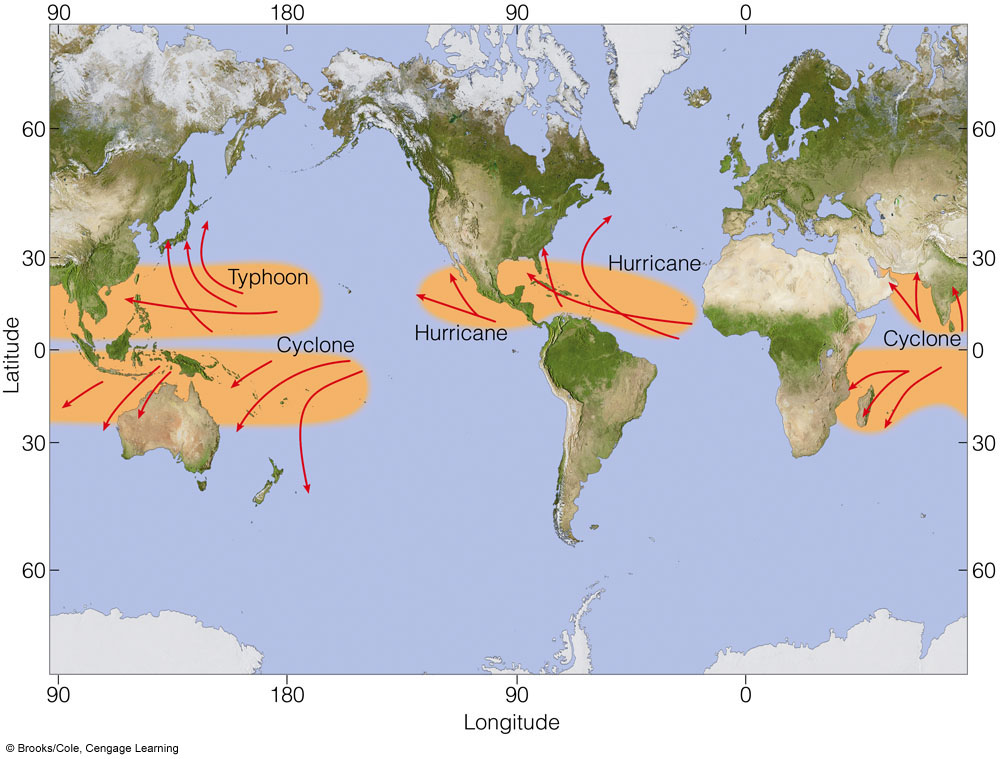 90 180 90 0
60 60
30 30
Typhoon
Hurricane
Hurricane
Cyclone
Cyclone
0 0
Latitude
30 30
60 60
90 180 90 0
Longitude
© Brooks/Cole, Cengage Learning